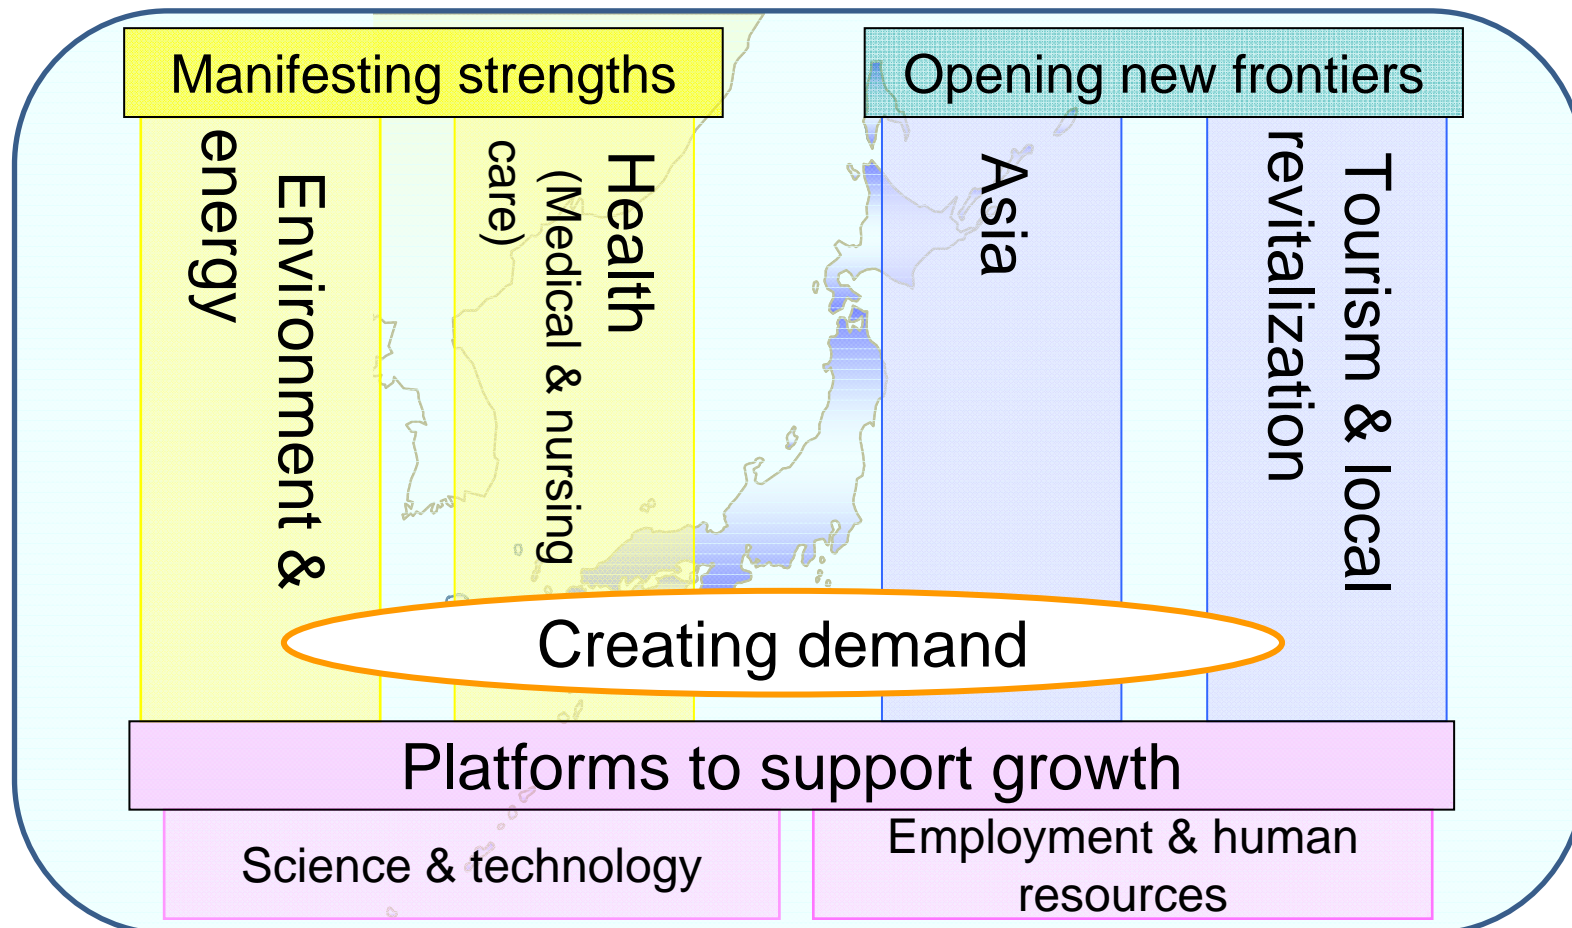 Manifesting strengths
Opening new frontiers
Environment &
energy
Health
(Medical & nursing
care)
Asia
Tourism & local
revitalization
Creating demand
Platforms to support growth
Science & technology
Employment & human
resources